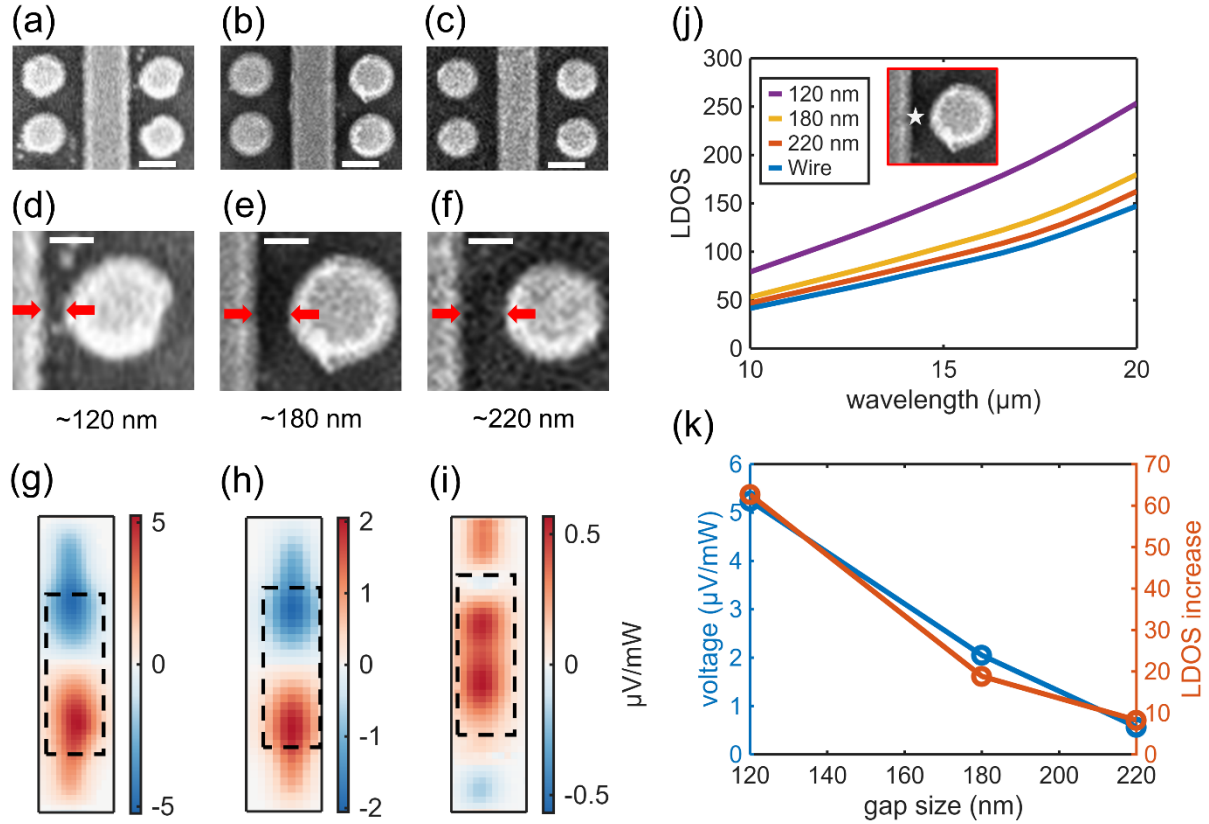 (a)
(b)
(c)
(d)
(e)
(f)
~120 nm
~180 nm
~220 nm
(g)
5
0
-5
(h)
2
1
0
-1
-2
(i)
0.5
0
-0.5
µV/mW
(j)
300
250
200
150
100
50
0
LDOS
120 nm
180 nm
220 nm
Wire
10
15
20
wavelength (µm)
(k)
6
5
4
3
2
1
0
voltage (µV/mW)
70
60
50
40
30
20
10
0
LDOS increase
120
140
160
180
200
220
gap size (nm)